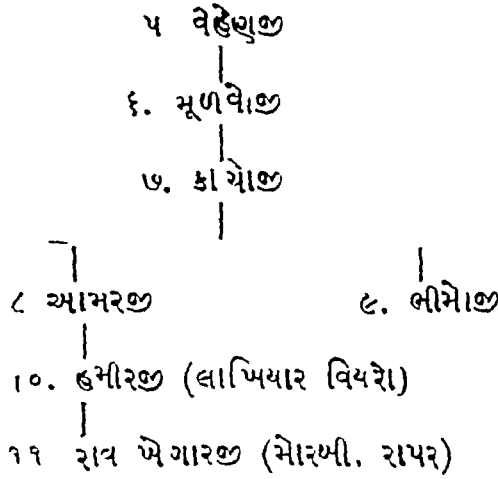 ૫ વેહેણજી
૬. મૂળવોજી
૭. કાંયોજી
૮ આમરજી ૯. ભીમોજી
૧૦. હમીરજી (લાખિયાર વિયરો)
૧૧ રાવ ખેગારજી (મોરબી. રાપર)